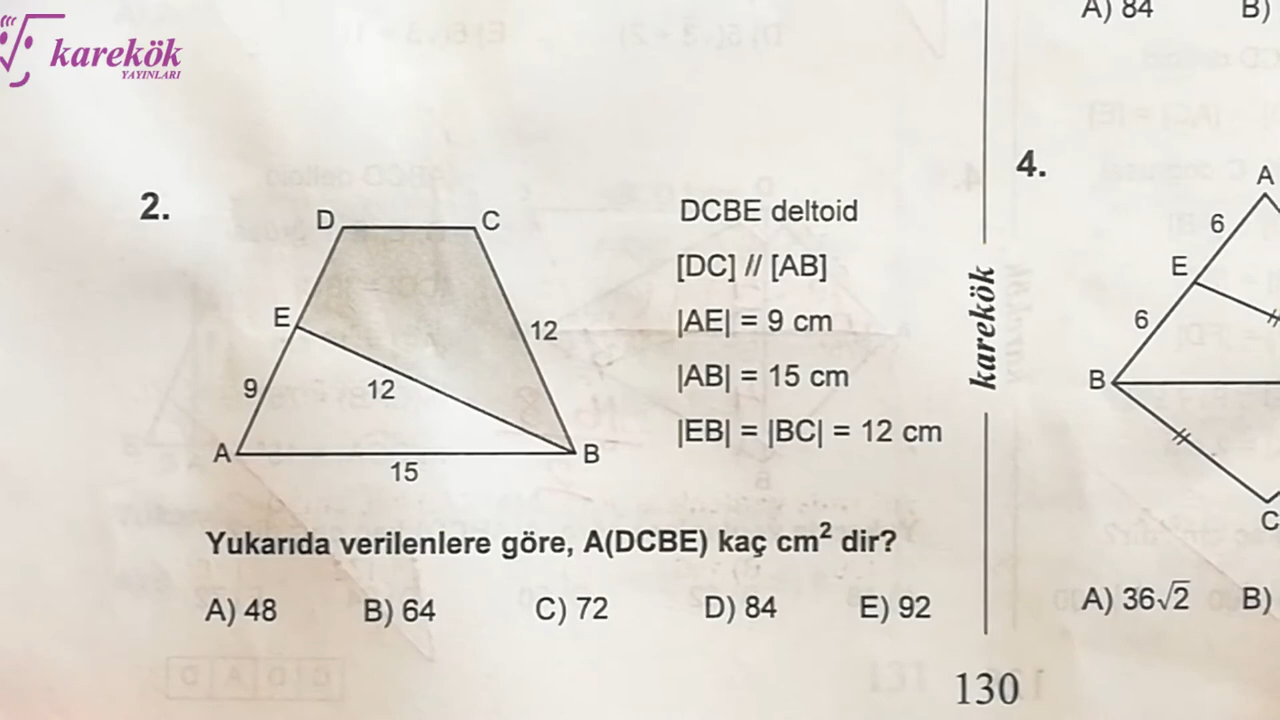 karekök
YAYINLARI
2.
D
C
E
12
9
12
A
B
15
DCBE deltoid
[DC] // [AB]
|AE| = 9 cm
|AB| = 15 cm
|EB| = |BC| = 12 cm
Yukarıda verilenlere göre, A(DCBE) kaç cm² dir?
A) 48 B) 64 C) 72 D) 84 E) 92
karekök
130
A) 84 B)
4.
A
6
E
6
B
C
A) 36√2 B)